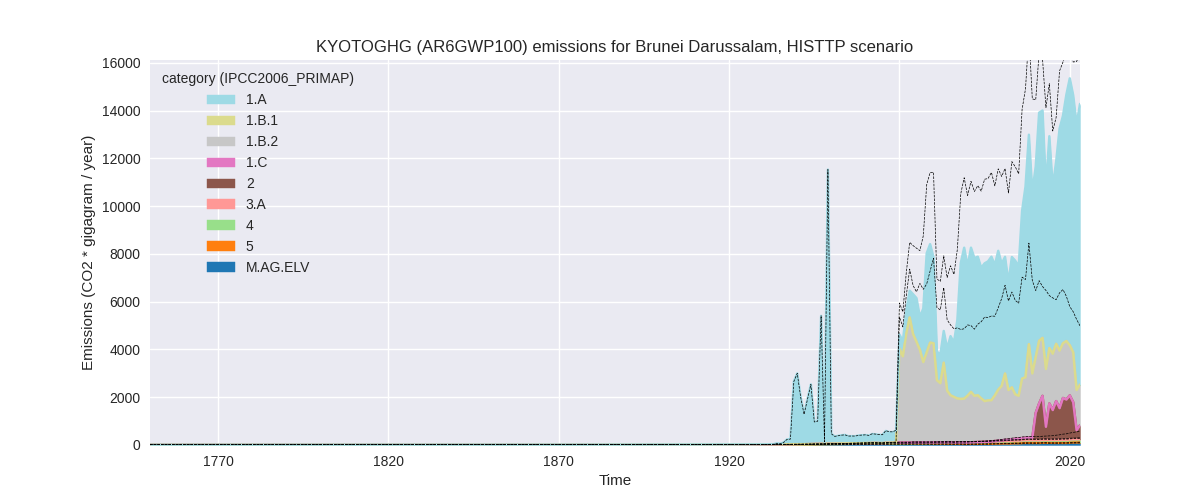 KYOTOGHG (AR6GWP100) emissions for Brunei Darussalam, HISTTP scenario
16000
14000
12000
10000
8000
6000
4000
2000
0
Emissions (CO2 * gigagram / year)
category (IPCC2006_PRIMAP)
1.A
1.B.1
1.B.2
1.C
2
3.A
4
5
M.AG.ELV
1770
1820
1870
1920
1970
2020
Time